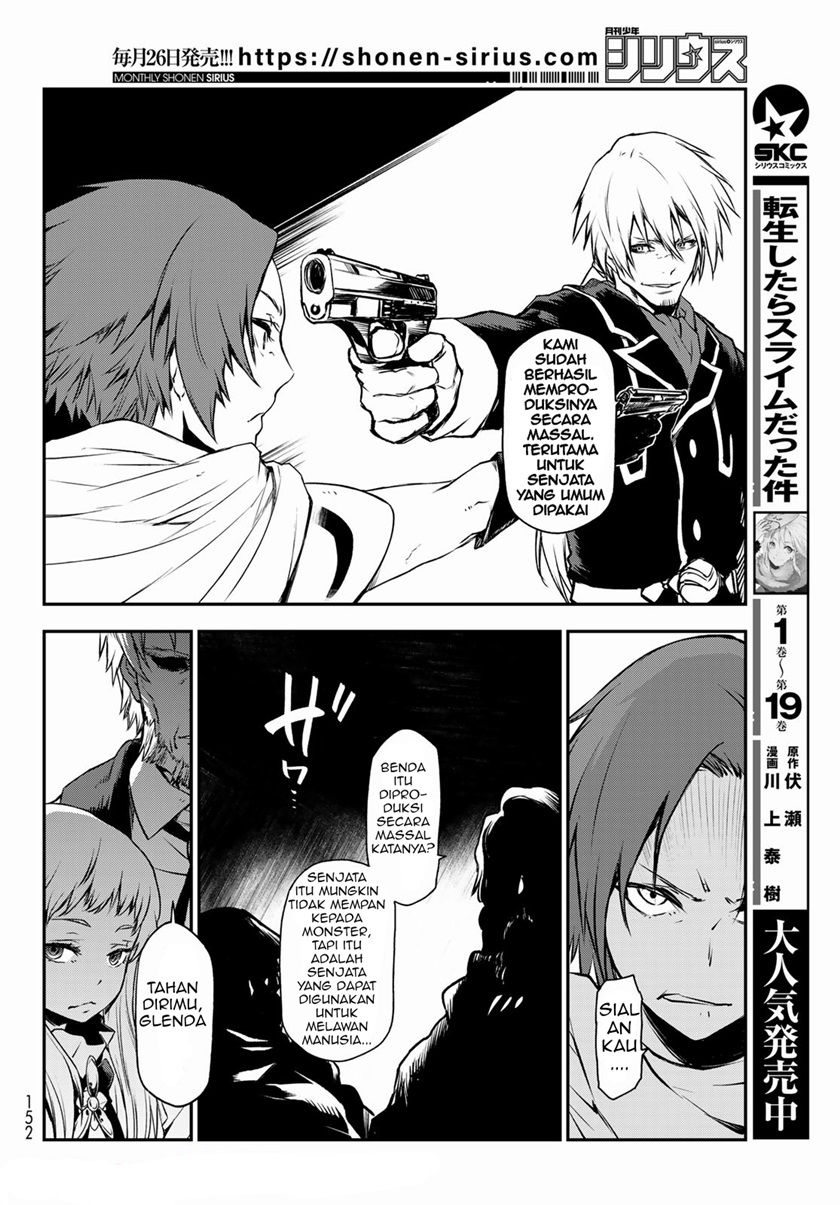 毎月26日発売!!! https://shonen-sirius.com
MONTHLY SHONEN SIRIUS
月刊少年
シリウス
SKC
シリウスコミックス
転生したらスライムだった件
第1巻〜第19巻
原作 伏瀬
漫画 川上泰樹
大人気発売中
KAMI
SUDAH
BERHASIL
MEMPRO-
DUKSINYA
SECARA
MASSAL.
TERUTAMA
UNTUK
SENJATA
YANG UMUM
DIPAKAI
SIAL
AN
KAU
....
BENDA
ITU
DIPRO-
DUKSI
SECARA
MASSAL
KATANYA?
ザワ…
SENJATA
ITU MUNGKIN
TIDAK MEMPAN
KEPADA
MONSTER,
TAPI ITU
ADALAH
SENJATA
YANG DAPAT
DIGUNAKAN
UNTUK
MELAWAN
MANUSIA...
TAHAN
DIRIMU,
GLENDA
152